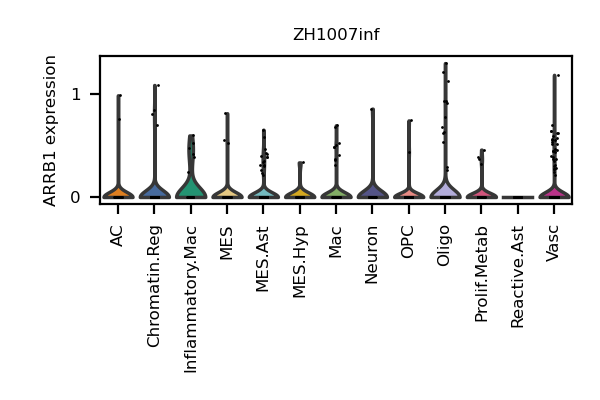 ZH1007inf
ARRB1 expression
1
0
AC
Chromatin.Reg
Inflammatory.Mac
MES
MES.Ast
MES.Hyp
Mac
Neuron
OPC
Oligo
Prolif.Metab
Reactive.Ast
Vasc